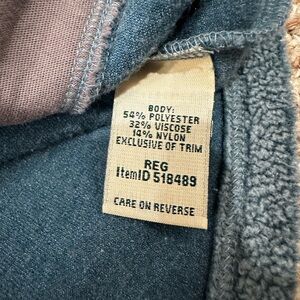 BODY:
54% POLYESTER
32% VISCOSE
14% NYLON
EXCLUSIVE OF TRIM
REG
ItemID 518489
CARE ON REVERSE